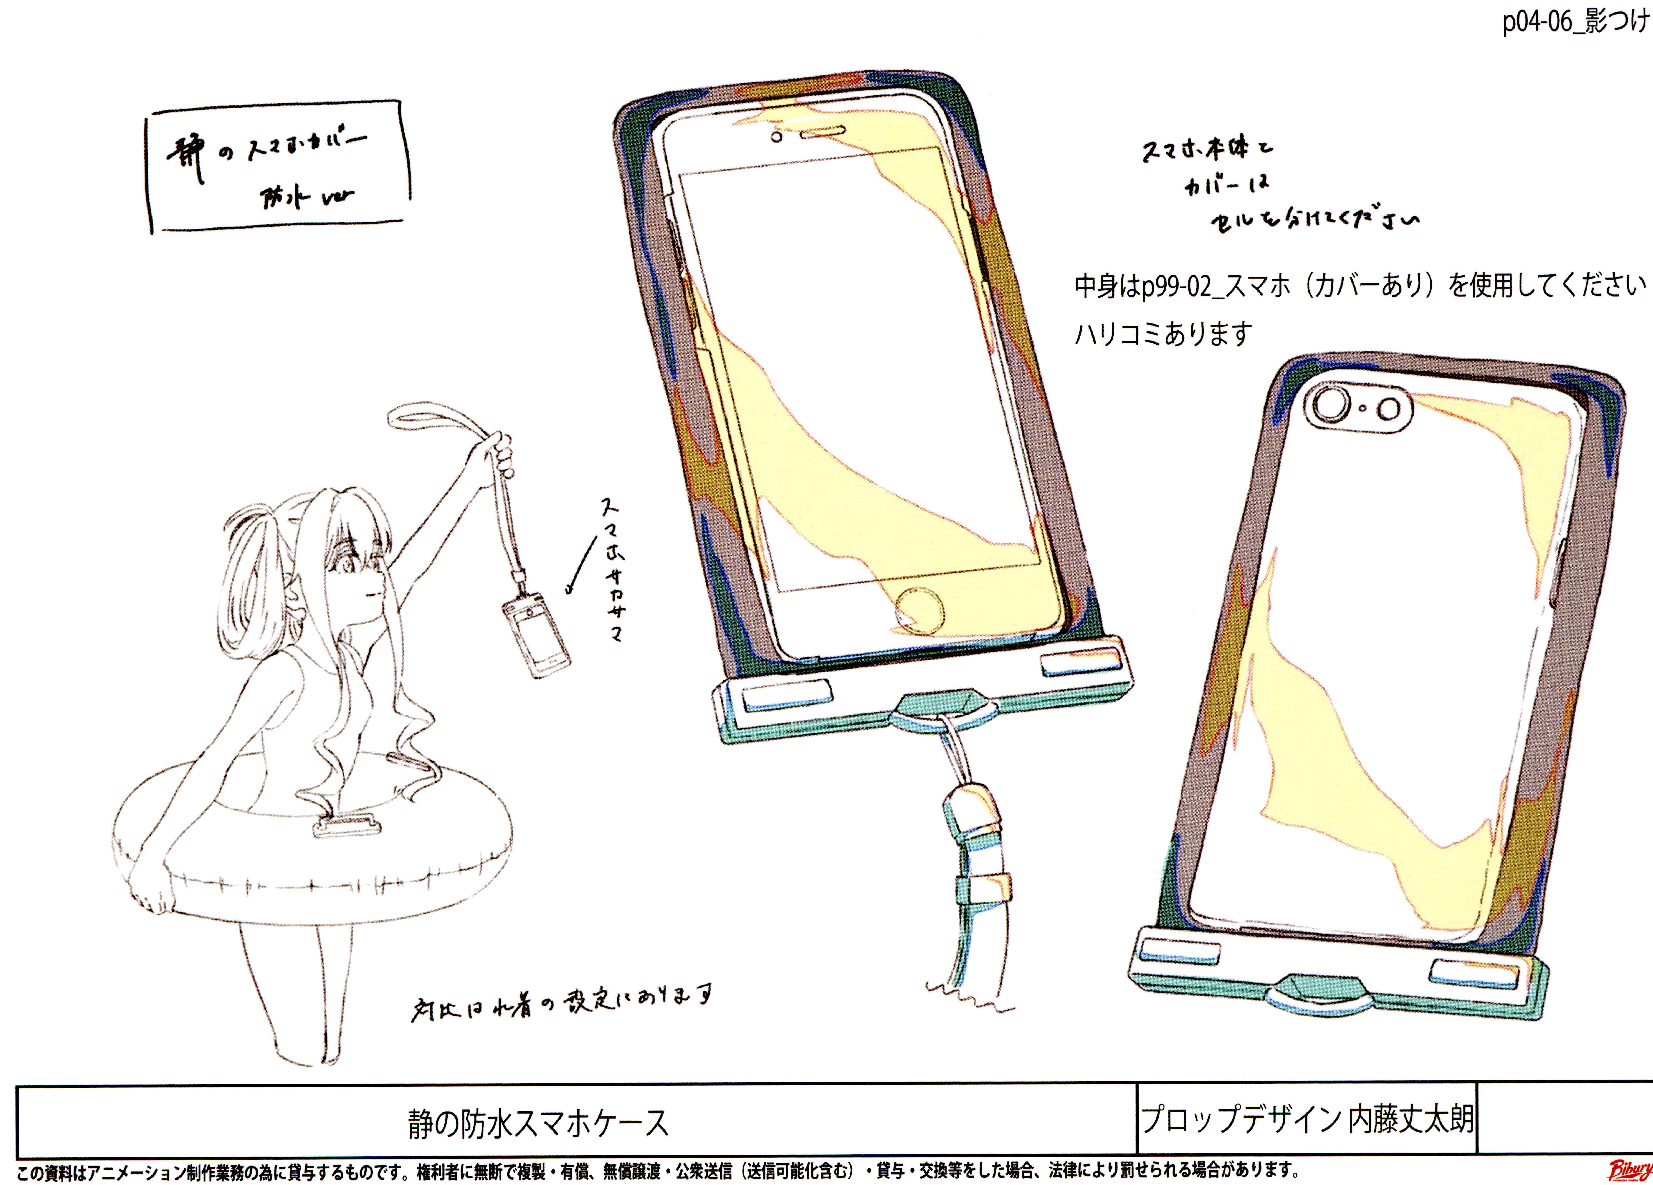 p04-06_影つけ
静のスマホカバー
防水ver
スマホ本体と
カバーは
セルを分けてください
中身はp99-02_スマホ（カバーあり）を使用してください
ハリコミあります
スマホサカサマ
対比は水着の設定にあります
静の防水スマホケース
プロップデザイン 内藤丈太朗
この資料はアニメーション制作業務の為に貸与するものです。権利者に無断で複製・有償、無償譲渡・公衆送信（送信可能化含む）・貸与・交換等をした場合、法律により罰せられる場合があります。
Bibury